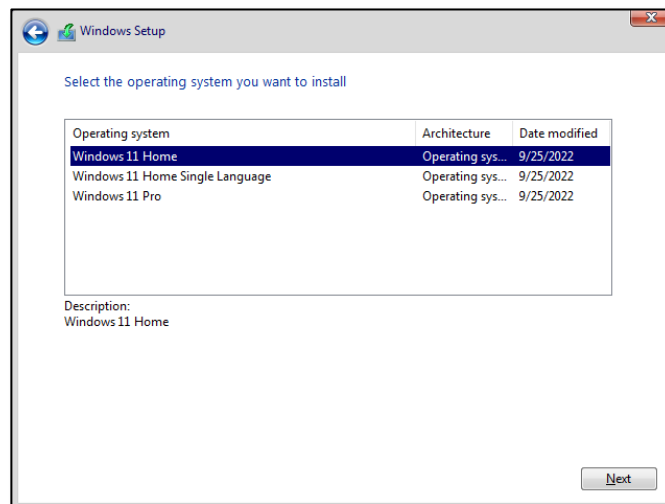 Windows Setup
Select the operating system you want to install
Operating system Architecture Date modified
Windows 11 Home Operating sys... 9/25/2022
Windows 11 Home Single Language Operating sys... 9/25/2022
Windows 11 Pro Operating sys... 9/25/2022
Description:
Windows 11 Home
Next